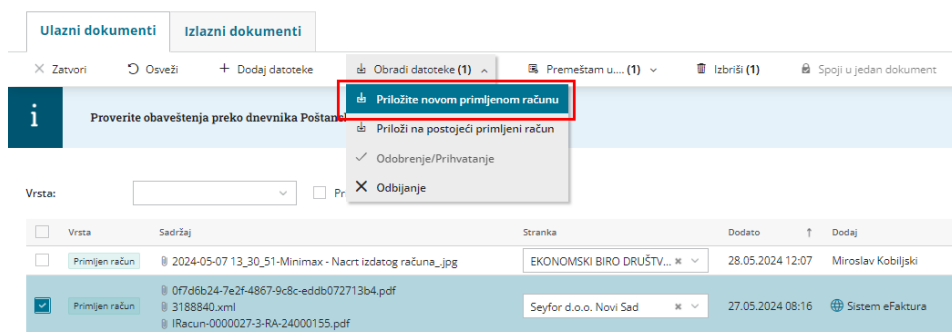 Ulazni dokumenti Izlazni dokumenti
Zatvori Osveži Dodaj datoteke Obradi datoteke (1) Premeštam u.... (1) Izbriši (1) Spoji u jedan dokument
Priložite novom primljenom računu
i Proverite obaveštenja preko dnevnika
Priloži na postojeći primljeni račun
Odobrenje/Prihvatanje
Odbijanje
Vrsta: Pr
Vrsta Sadržaj Stranka Dodato ↑ Dodaj
Primljen račun 2024-05-07 13_30_51-Minimax - Nacrt izdatog računa_.jpg EKONOMSKI BIRO DRUŠTV... 28.05.2024 12:07 Miroslav Kobiljski
0f7d6b24-7e2f-4867-9c8c-eddb072713b4.pdf
Primljen račun 3188840.xml Seyfor d.o.o. Novi Sad 27.05.2024 08:16 Sistem eFaktura
IRacun-0000027-3-RA-24000155.pdf